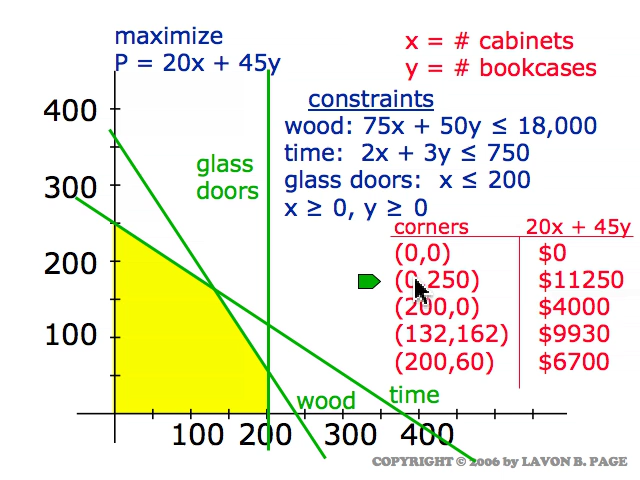 maximize
P = 20x + 45y
x = # cabinets
y = # bookcases
constraints
wood: 75x + 50y ≤ 18,000
time: 2x + 3y ≤ 750
glass doors: x ≤ 200
x ≥ 0, y ≥ 0
glass
doors
400
300
200
100
100 200 300 400
wood
time
corners 20x + 45y
(0,0) $0
(0,250) $11250
(200,0) $4000
(132,162) $9930
(200,60) $6700
COPYRIGHT © 2006 by LAVON B. PAGE